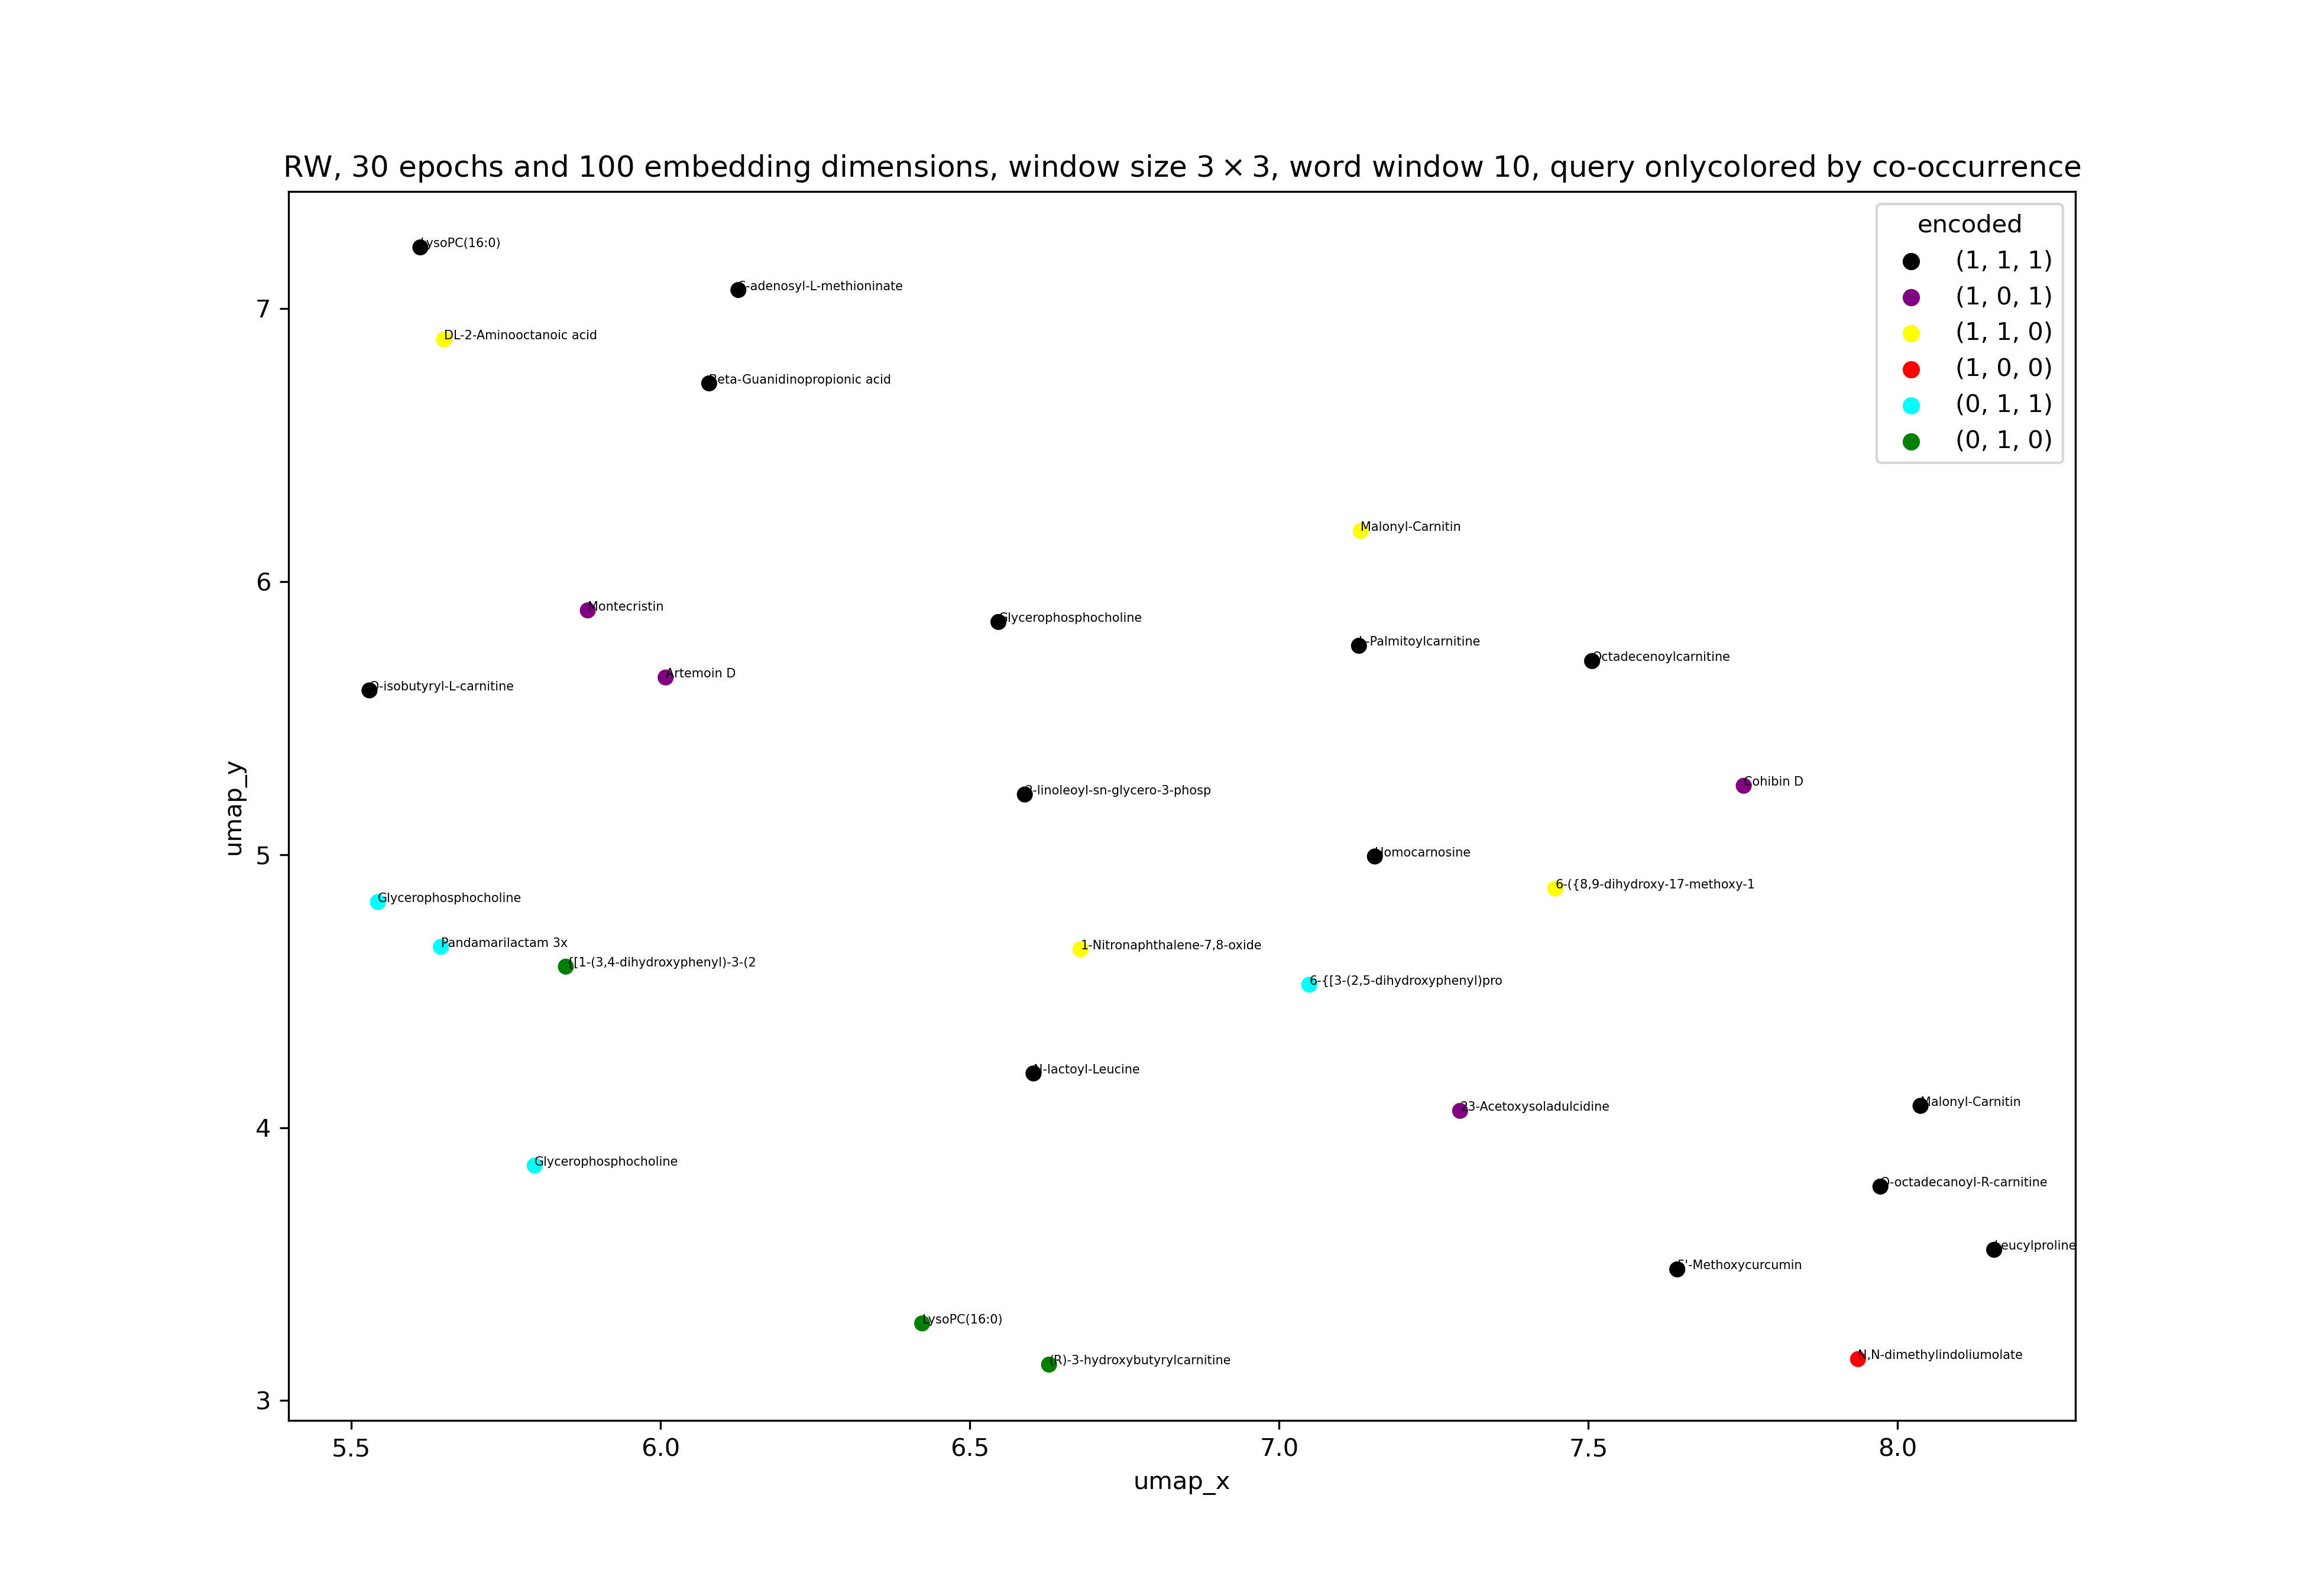 RW, 30 epochs and 100 embedding dimensions, window size 3 × 3, word window 10, query onlycolored by co-occurrence
encoded
(1, 1, 1)
(1, 0, 1)
(1, 1, 0)
(1, 0, 0)
(0, 1, 1)
(0, 1, 0)
LysoPC(16:0)
S-adenosyl-L-methioninate
DL-2-Aminooctanoic acid
Beta-Guanidinopropionic acid
Malonyl-Carnitin
Montecristin
Glycerophosphocholine
L-Palmitoylcarnitine
Octadecenoylcarnitine
Artemoin D
O-isobutyryl-L-carnitine
Cohibin D
2-linoleoyl-sn-glycero-3-phosp
Homocarnosine
6-({8,9-dihydroxy-17-methoxy-1
Glycerophosphocholine
Pandamarilactam 3x
1-Nitronaphthalene-7,8-oxide
{[1-(3,4-dihydroxyphenyl)-3-(2
6-{[3-(2,5-dihydroxyphenyl)pro
N-lactoyl-Leucine
23-Acetoxysoladulcidine
Malonyl-Carnitin
Glycerophosphocholine
O-octadecanoyl-R-carnitine
Leucylproline
5'-Methoxycurcumin
LysoPC(16:0)
(R)-3-hydroxybutyrylcarnitine
N,N-dimethylindoliumolate
umap_y
7
6
5
4
3
5.5
6.0
6.5
7.0
7.5
8.0
umap_x